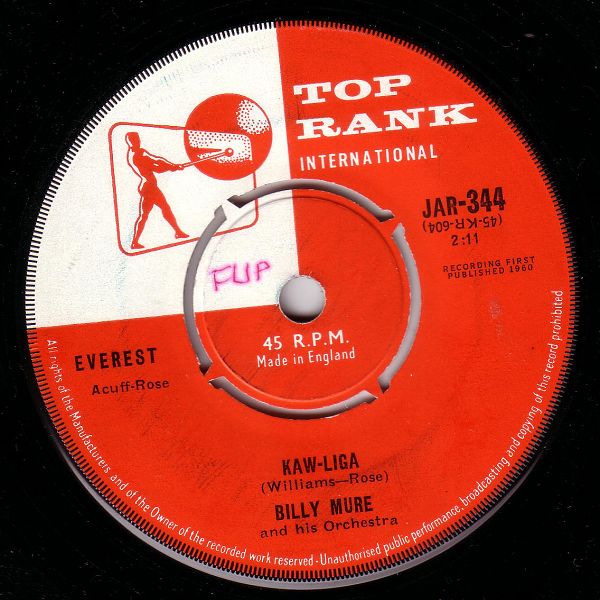 TOP
RANK
INTERNATIONAL
JAR-344
(45-KR-604)
2:11
RECORDING FIRST
PUBLISHED 1960
FLIP
45 R.P.M.
Made in England
EVEREST
Acuff-Rose
KAW-LIGA
(Williams—Rose)
BILLY MURE
and his Orchestra
All rights of the Manufacturers and of the Owner of the recorded work reserved - Unauthorised public performance, broadcasting and copying of this record prohibited